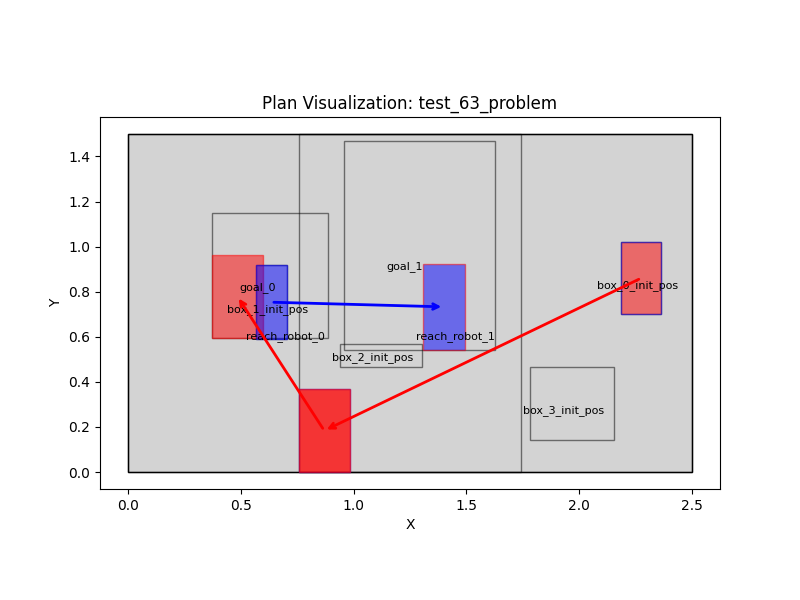 Plan Visualization: test_63_problem
1.4
1.2
1.0
0.8
0.6
0.4
0.2
0.0
Y
goal_1
goal_0
box_0_init_pos
box_1_init_pos
reach_robot_0
reach_robot_1
box_2_init_pos
box_3_init_pos
0.0 0.5 1.0 1.5 2.0 2.5
X